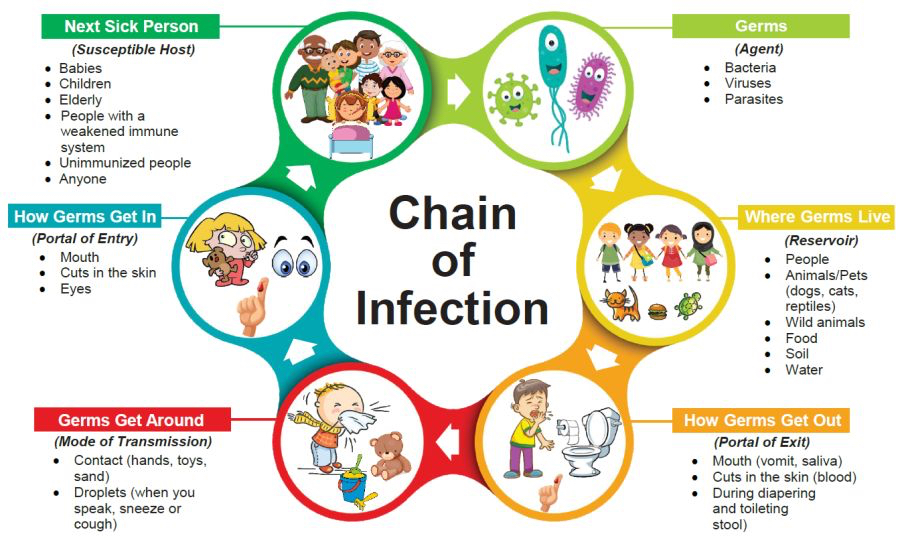 Next Sick Person
(Susceptible Host)
• Babies
• Children
• Elderly
• People with a
weakened immune
system
• Unimmunized people
• Anyone
Germs
(Agent)
• Bacteria
• Viruses
• Parasites
Chain
of
Infection
How Germs Get In
(Portal of Entry)
• Mouth
• Cuts in the skin
• Eyes
Where Germs Live
(Reservoir)
• People
• Animals/Pets
(dogs, cats,
reptiles)
• Wild animals
• Food
• Soil
• Water
Germs Get Around
(Mode of Transmission)
• Contact (hands, toys,
sand)
• Droplets (when you
speak, sneeze or
cough)
How Germs Get Out
(Portal of Exit)
• Mouth (vomit, saliva)
• Cuts in the skin (blood)
• During diapering
and toileting
stool)